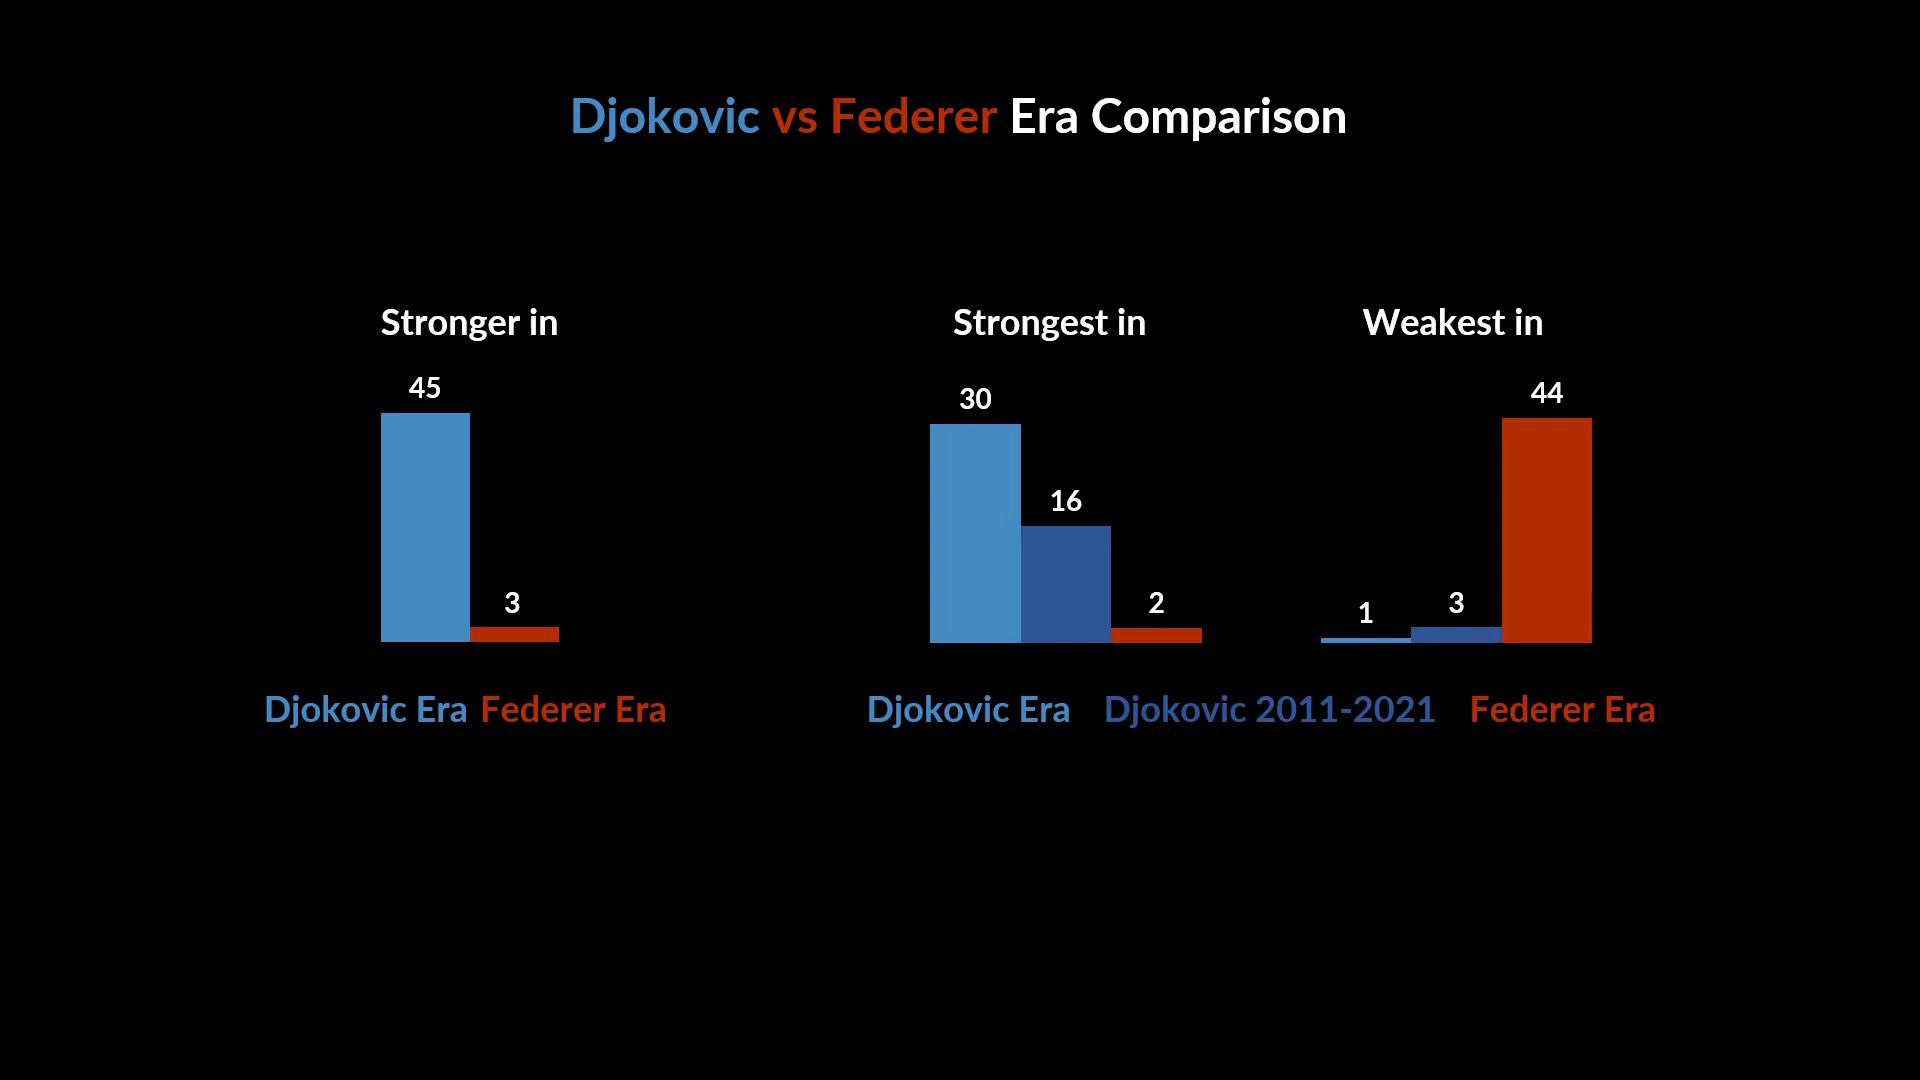 Djokovic vs Federer Era Comparison
Stronger in
45
3
Djokovic Era Federer Era
Strongest in
30
16
2
Weakest in
1
3
44
Djokovic Era Djokovic 2011-2021 Federer Era